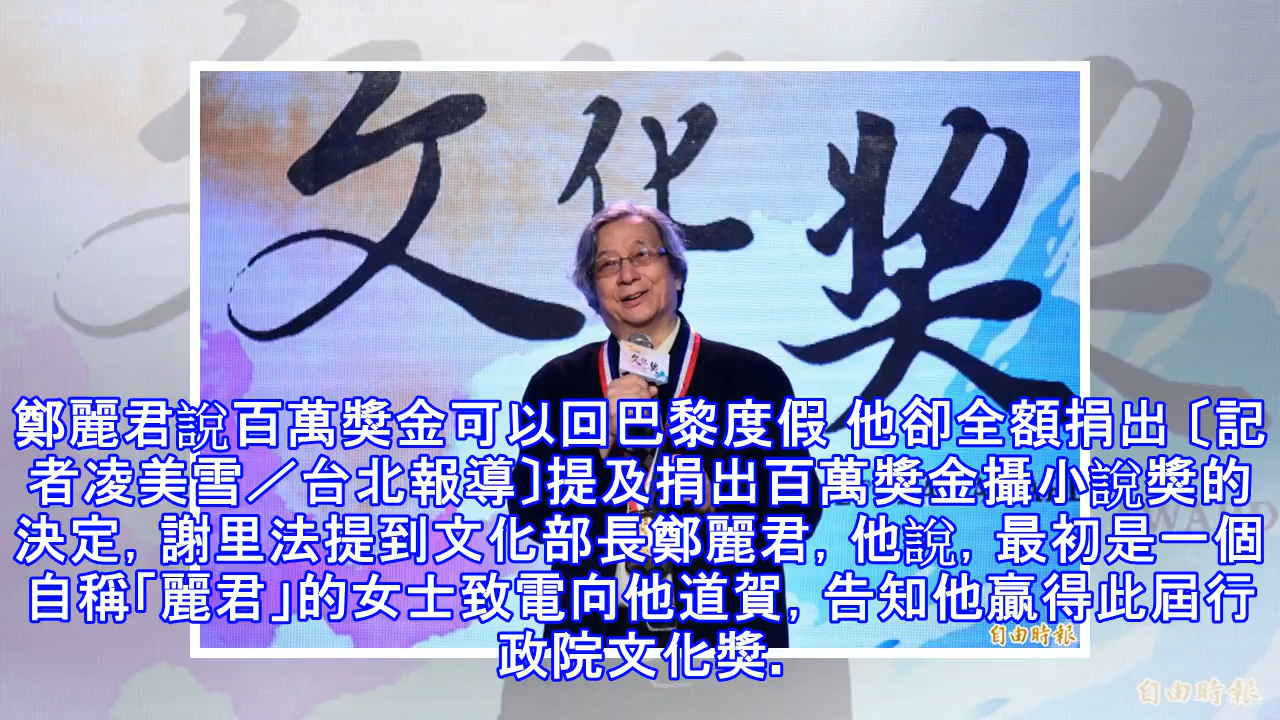 文化獎
文化獎
鄭麗君說百萬獎金可以回巴黎度假 他卻全額捐出〔記
者凌美雪／台北報導〕提及捐出百萬獎金攝小說獎的
決定, 謝里法提到文化部長鄭麗君, 他說, 最初是一個
自稱「麗君」的女士致電向他道賀, 告知他贏得此屆行
政院文化獎.
自由時報
自由時報